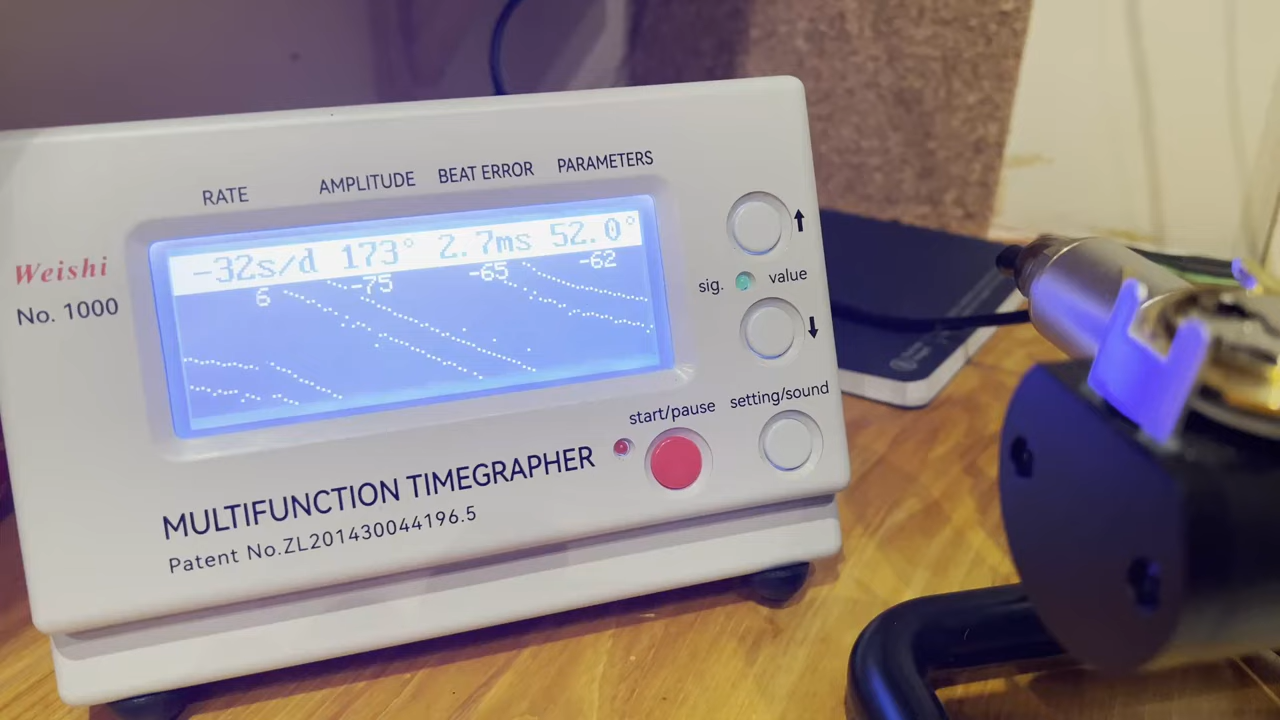 RATE AMPLITUDE BEAT ERROR PARAMETERS
-32s/d 173° 2.7ms 52.0°
6 -75 -65 -62
Weishi
No. 1000
sig. value
start/pause setting/sound
MULTIFUNCTION TIMEGRAPHER
Patent No.ZL201430044196.5